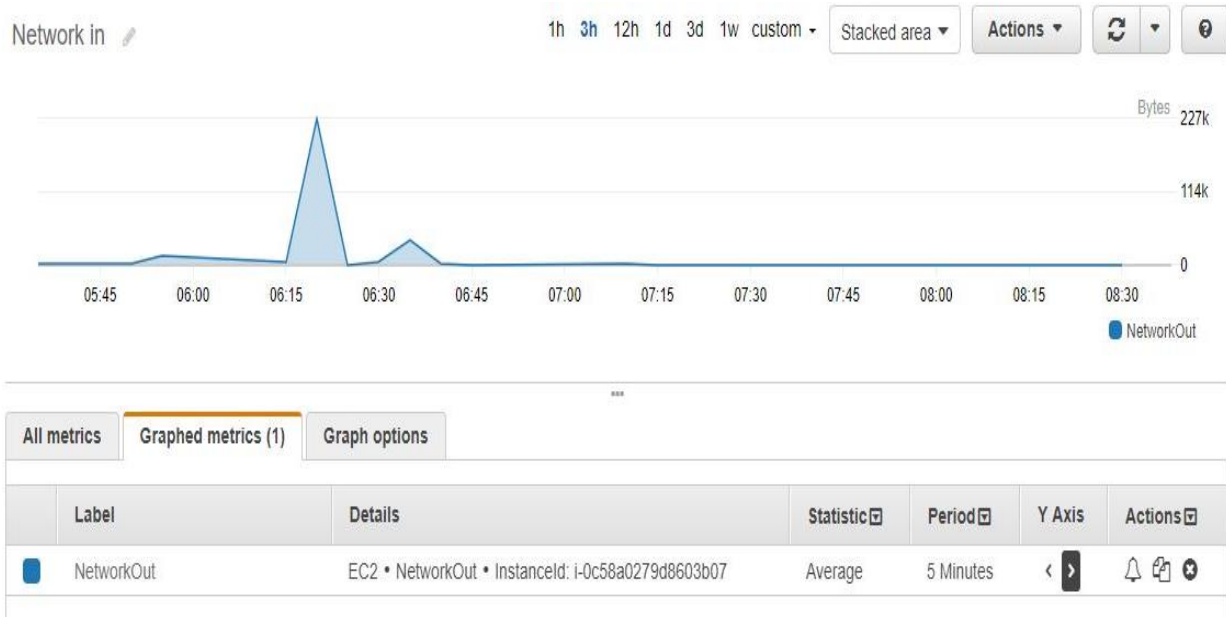 Network in
1h 3h 12h 1d 3d 1w custom
Stacked area
Actions
Bytes
227k
114k
0
05:45 06:00 06:15 06:30 06:45 07:00 07:15 07:30 07:45 08:00 08:15 08:30
NetworkOut
All metrics
Graphed metrics (1)
Graph options
Label Details Statistic Period Y Axis Actions
NetworkOut EC2 • NetworkOut • InstanceId: i-0c58a0279d8603b07 Average 5 Minutes